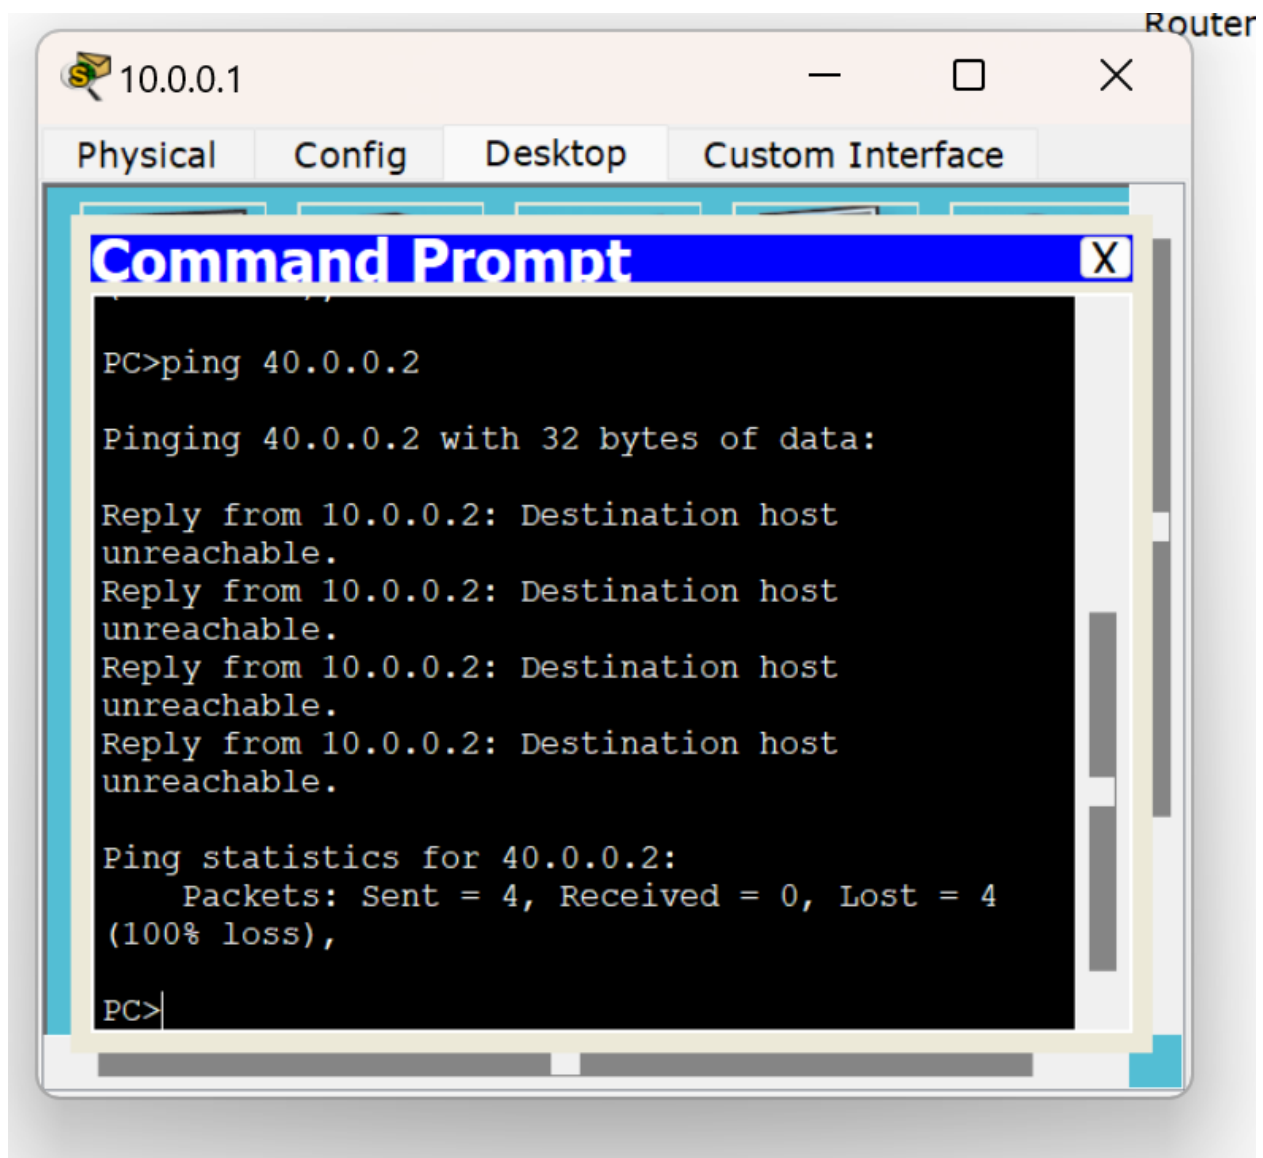 Router
10.0.0.1
Physical Config Desktop Custom Interface
Command Prompt X
PC>ping 40.0.0.2
Pinging 40.0.0.2 with 32 bytes of data:
Reply from 10.0.0.2: Destination host
unreachable.
Reply from 10.0.0.2: Destination host
unreachable.
Reply from 10.0.0.2: Destination host
unreachable.
Reply from 10.0.0.2: Destination host
unreachable.
Ping statistics for 40.0.0.2:
Packets: Sent = 4, Received = 0, Lost = 4
(100% loss),
PC>